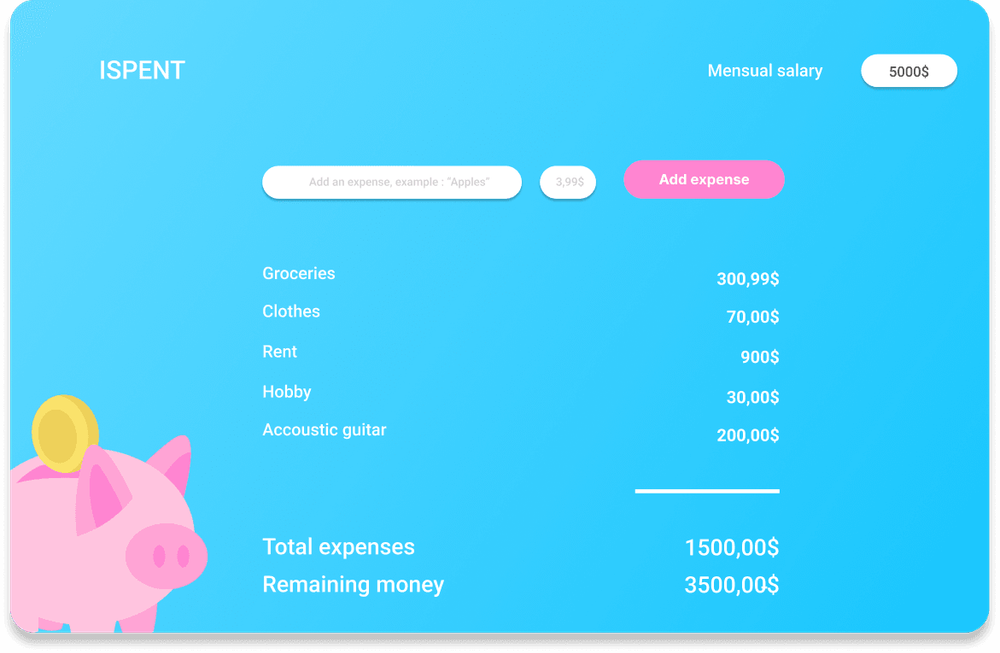 ISPENT
Mensual salary 5000$
Add an expense, example : "Apples" 3,99$ Add expense
Groceries 300,99$
Clothes 70,00$
Rent 900$
Hobby 30,00$
Accoustic guitar 200,00$
Total expenses 1500,00$
Remaining money 3500,00$